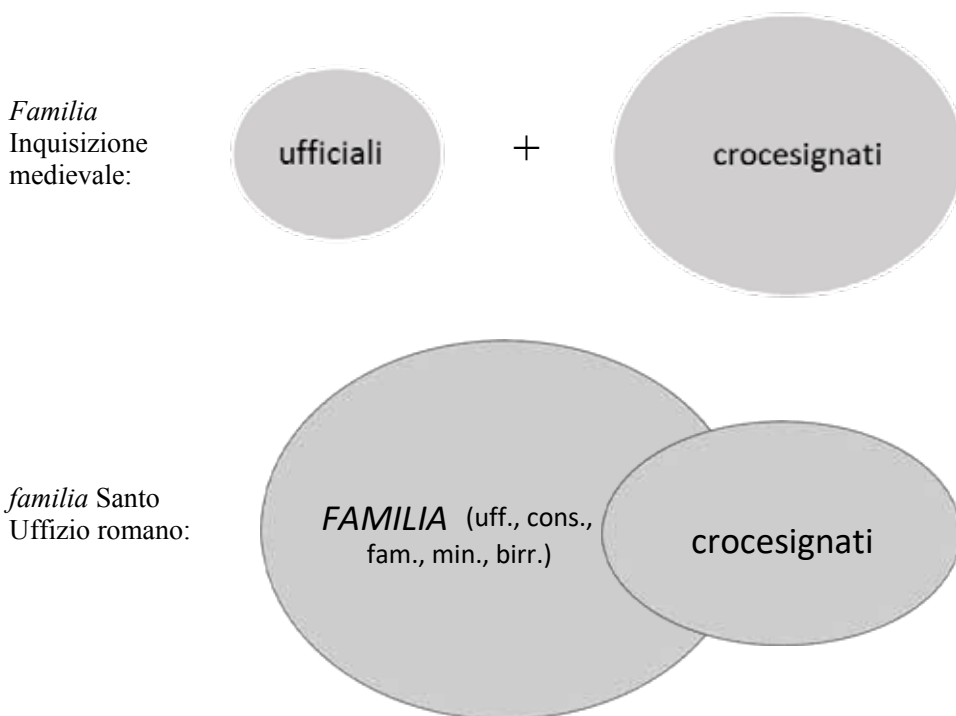 Familia
Inquisizione
medievale:
ufficiali
+
crocesignati
familia Santo
Uffizio romano:
FAMILIA (uff., cons.,
fam., min., birr.)
crocesignati